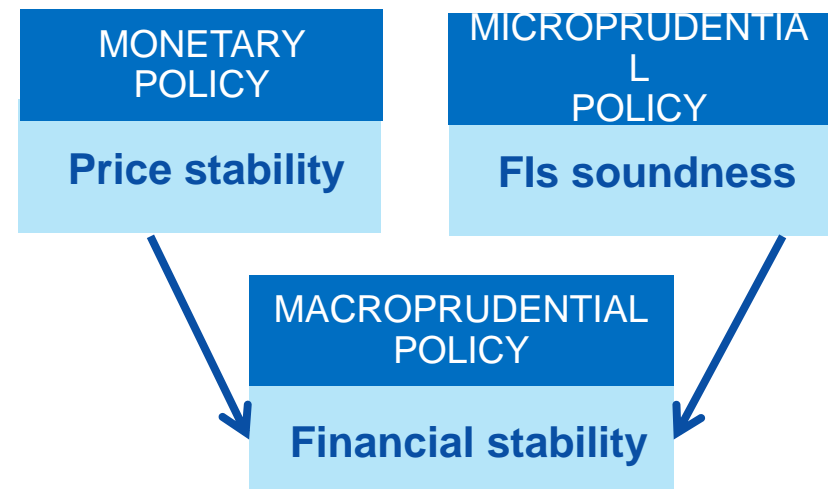 MONETARY
POLICY
Price stability
MICROPRUDENTIA
L
POLICY
FIs soundness
MACROPRUDENTIAL
POLICY
Financial stability